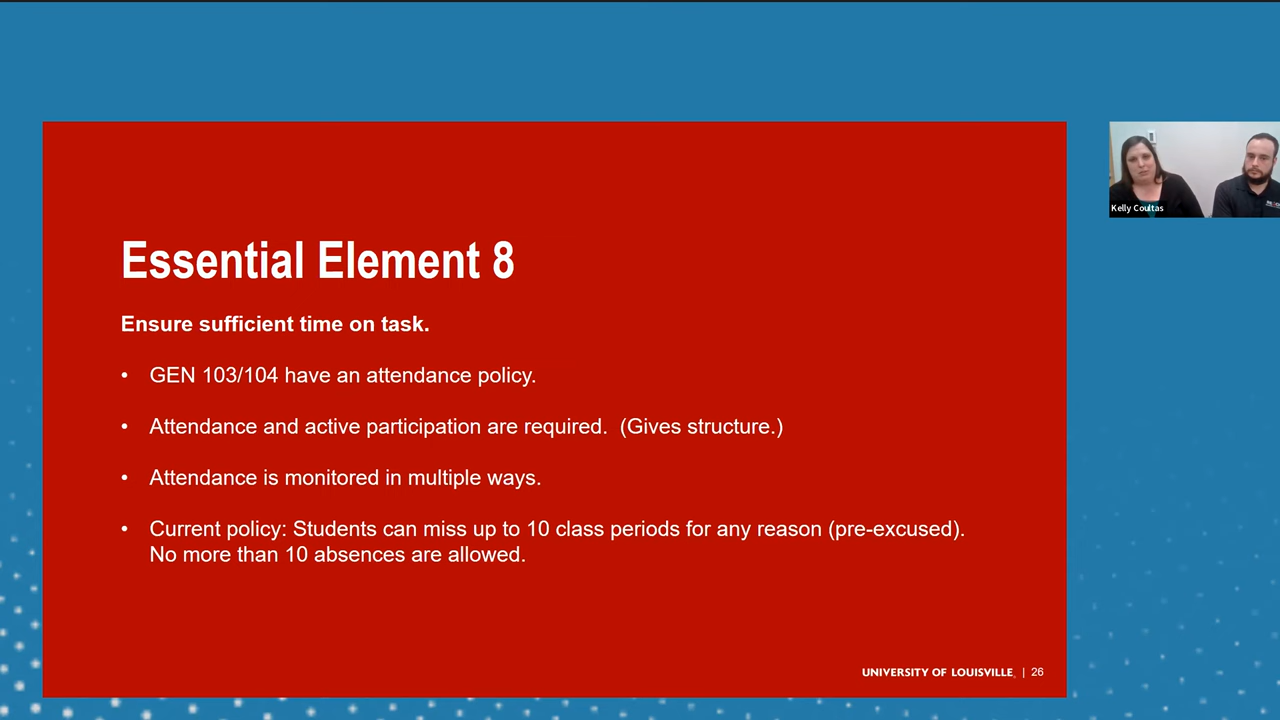 Essential Element 8
Ensure sufficient time on task.
• GEN 103/104 have an attendance policy.
• Attendance and active participation are required. (Gives structure.)
• Attendance is monitored in multiple ways.
• Current policy: Students can miss up to 10 class periods for any reason (pre-excused).
No more than 10 absences are allowed.
UNIVERSITY OF LOUISVILLE. | 26
Kelly Coultas